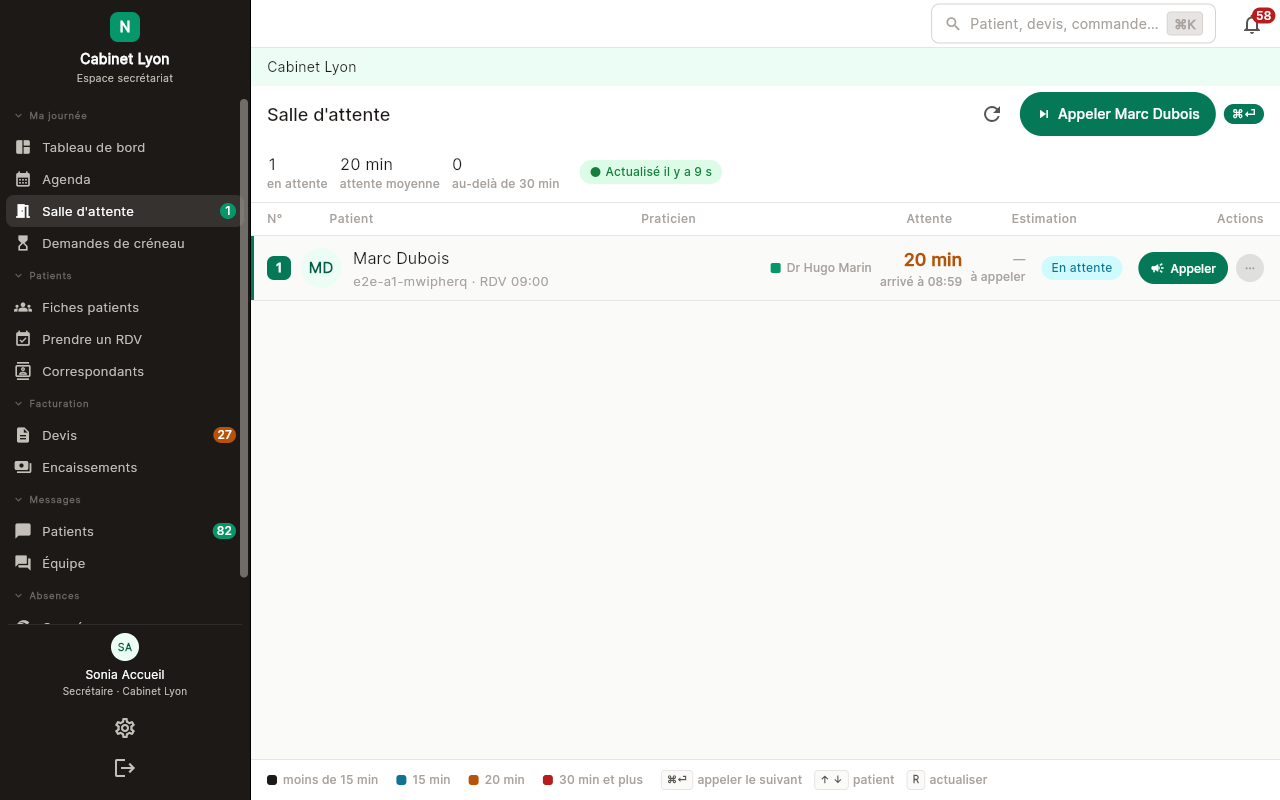 N
Cabinet Lyon
Espace secrétariat
Ma journée
Tableau de bord
Agenda
Salle d'attente 1
Demandes de créneau
Patients
Fiches patients
Prendre un RDV
Correspondants
Facturation
Devis 27
Encaissements
Messages
Patients 82
Équipe
Absences
SA
Sonia Accueil
Secrétaire · Cabinet Lyon
Patient, devis, commande... ⌘K
58
Cabinet Lyon
Salle d'attente
Appeler Marc Dubois ⌘⏎
1 20 min 0
en attente attente moyenne au-delà de 30 min
Actualisé il y a 9 s
N° Patient Praticien Attente Estimation Actions
1 MD Marc Dubois
e2e-a1-mwipherq · RDV 09:00
Dr Hugo Marin
20 min
arrivé à 08:59
—
à appeler
En attente
Appeler
···
moins de 15 min 15 min 20 min 30 min et plus ⌘⏎ appeler le suivant ↑ ↓ patient R actualiser